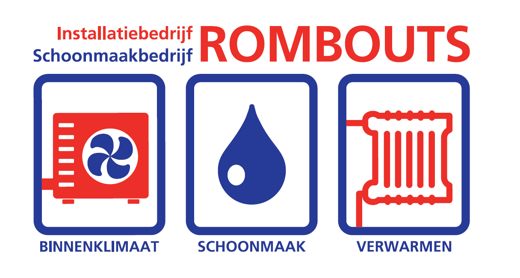 Installatiebedrijf
Schoonmaakbedrijf
ROMBOUTS
BINNENKLIMAAT
SCHOONMAAK
VERWARMEN